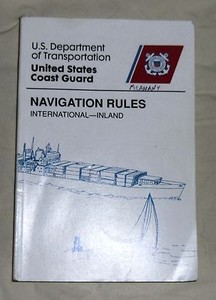 U.S. Department
of Transportation
United States
Coast Guard
NAVIGATION RULES
INTERNATIONAL—INLAND